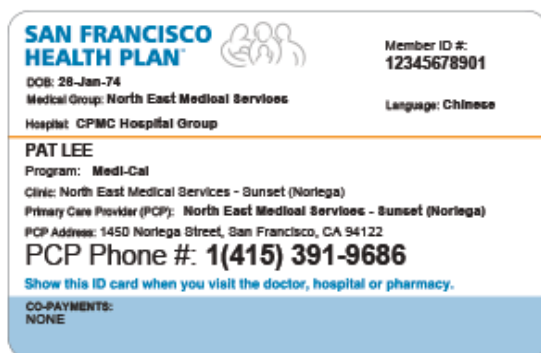 SAN FRANCISCO
HEALTH PLAN
Member ID #:
12345678901
DOB: 28-Jan-74
Medical Group: North East Medical Services
Language: Chinese
Hospital: CPMC Hospital Group
PAT LEE
Program: Medi-Cal
Clinic: North East Medical Services - Sunset (Noriega)
Primary Care Provider (PCP): North East Medical Services - Sunset (Noriega)
PCP Address: 1450 Noriega Street, San Francisco, CA 94122
PCP Phone #: 1(415) 391-9686
Show this ID card when you visit the doctor, hospital or pharmacy.
CO-PAYMENTS:
NONE